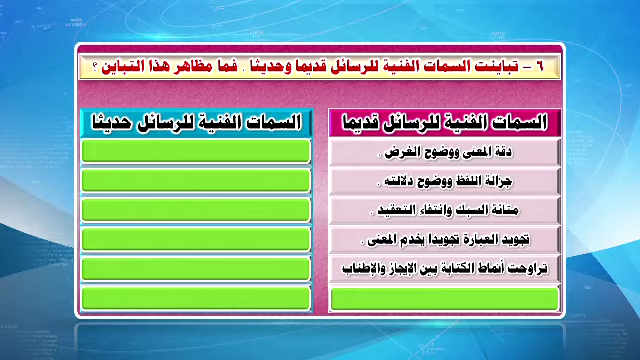 ٦ – تباينت السمات الفنية للرسائل قديما وحديثا . فما مظاهر هذا التباين ؟
السمات الفنية للرسائل قديما
دقة المعنى ووضوح الغرض .
جزالة اللفظ ووضوح دلالته .
متانة السبك وانتفاء التعقيد .
تجويد العبارة تجويدا يخدم المعنى .
تراوحت أنماط الكتابة بين الإيجاز والإطناب
السمات الفنية للرسائل حديثا